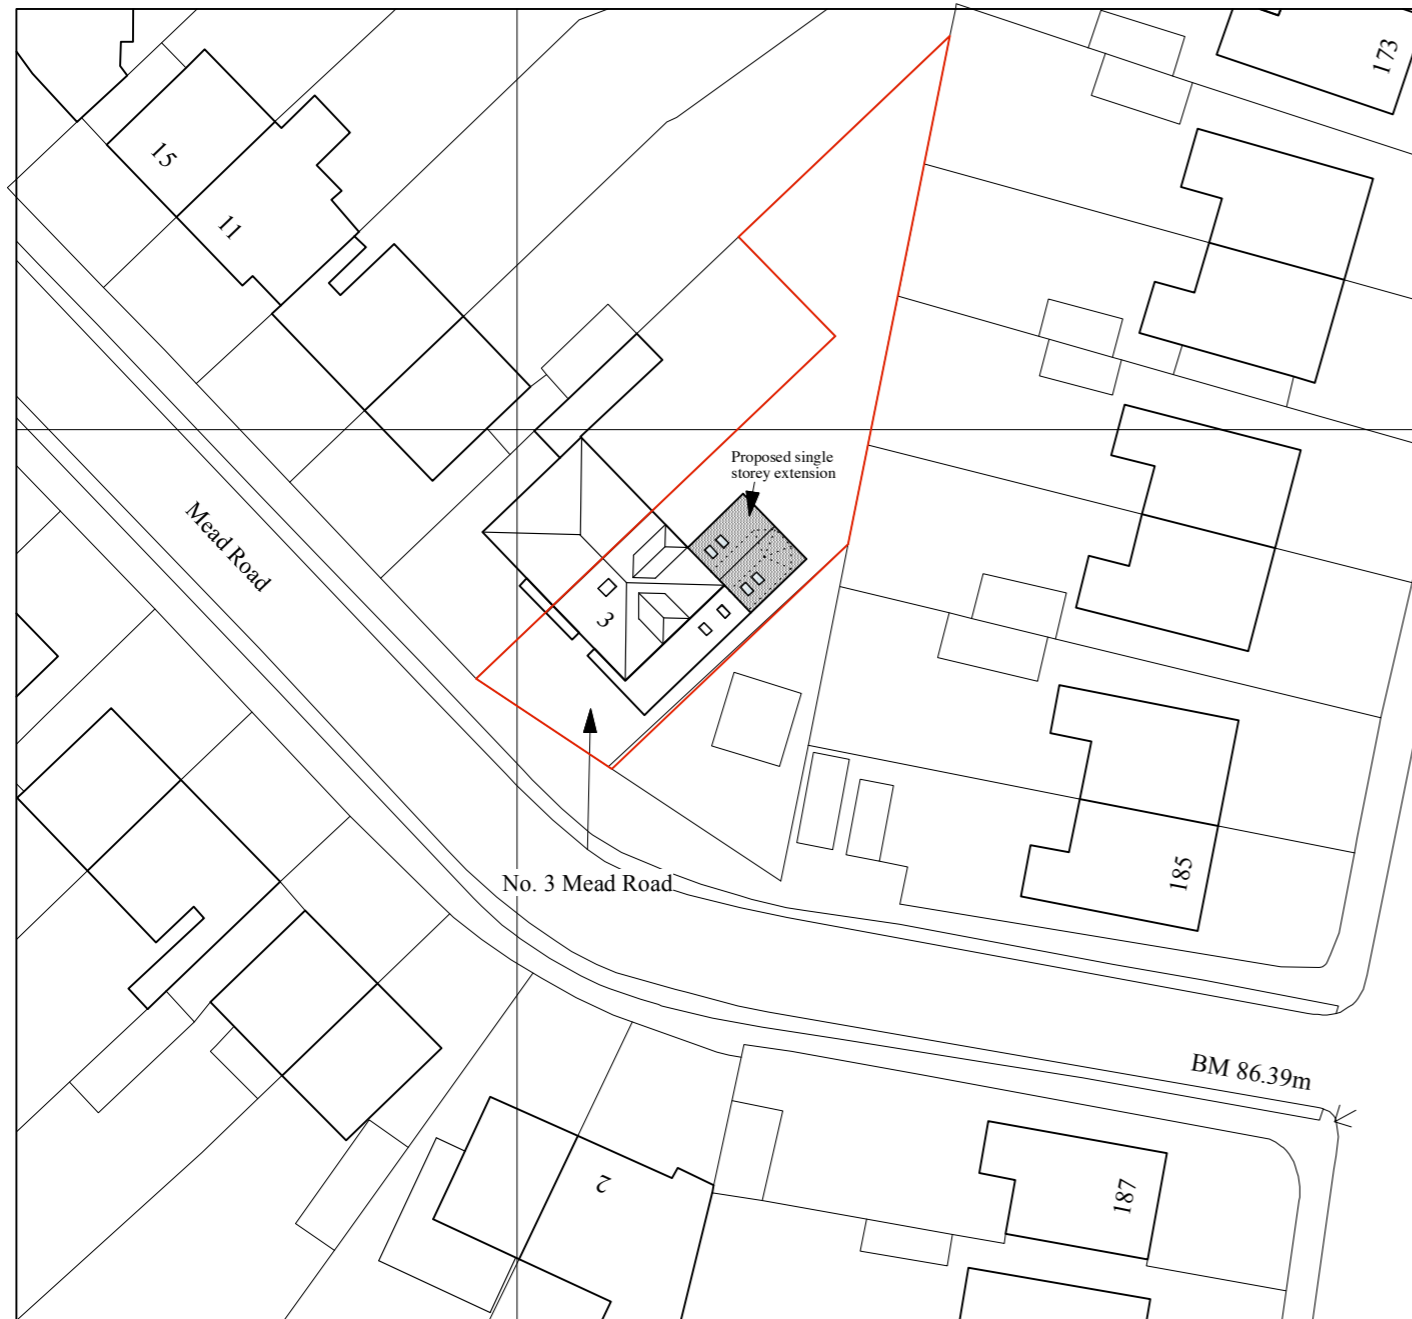 173
15
11
Proposed single
storey extension
Mead Road
3
No. 3 Mead Road
185
BM 86.39m
2
187